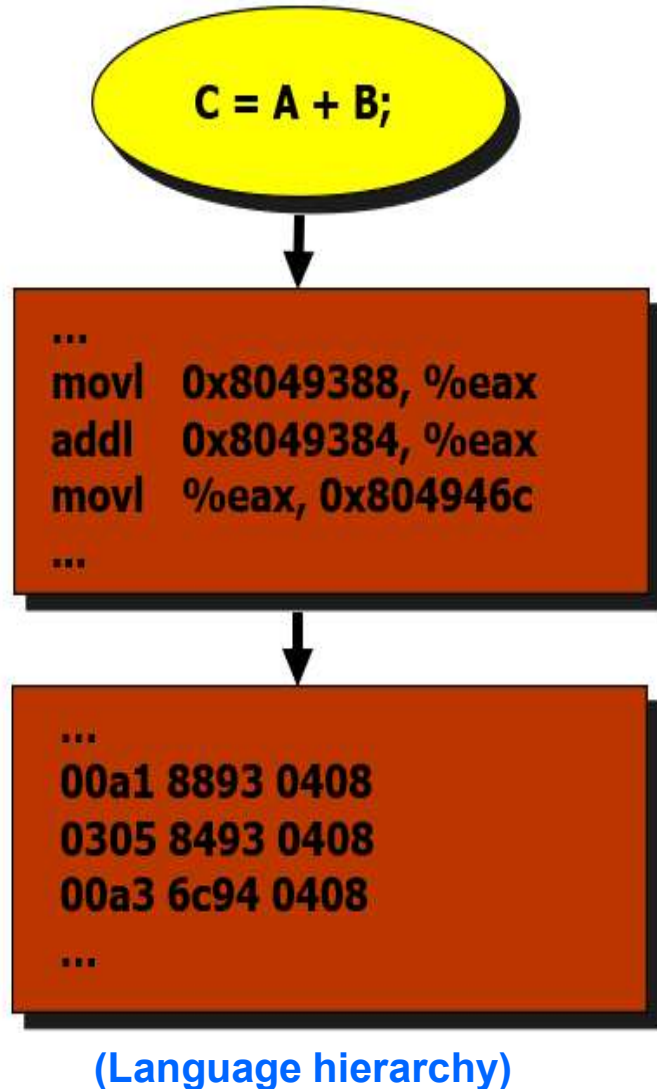 C = A + B;
...
movl 0x8049388, %eax
addl 0x8049384, %eax
movl %eax, 0x804946c
...
...
00a1 8893 0408
0305 8493 0408
00a3 6c94 0408
...
(Language hierarchy)